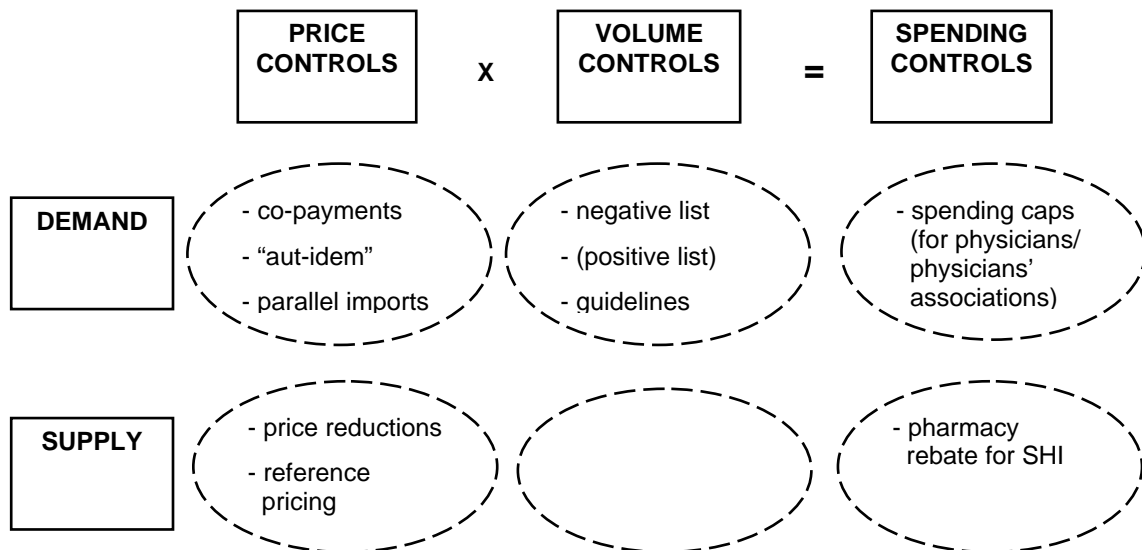 PRICE
CONTROLS
X
VOLUME
CONTROLS
=
SPENDING
CONTROLS
DEMAND
- co-payments
- “aut-idem”
- parallel imports
- negative list
- (positive list)
- guidelines
- spending caps
(for physicians/
physicians’
associations)
SUPPLY
- price reductions
- reference
pricing
- pharmacy
rebate for SHI